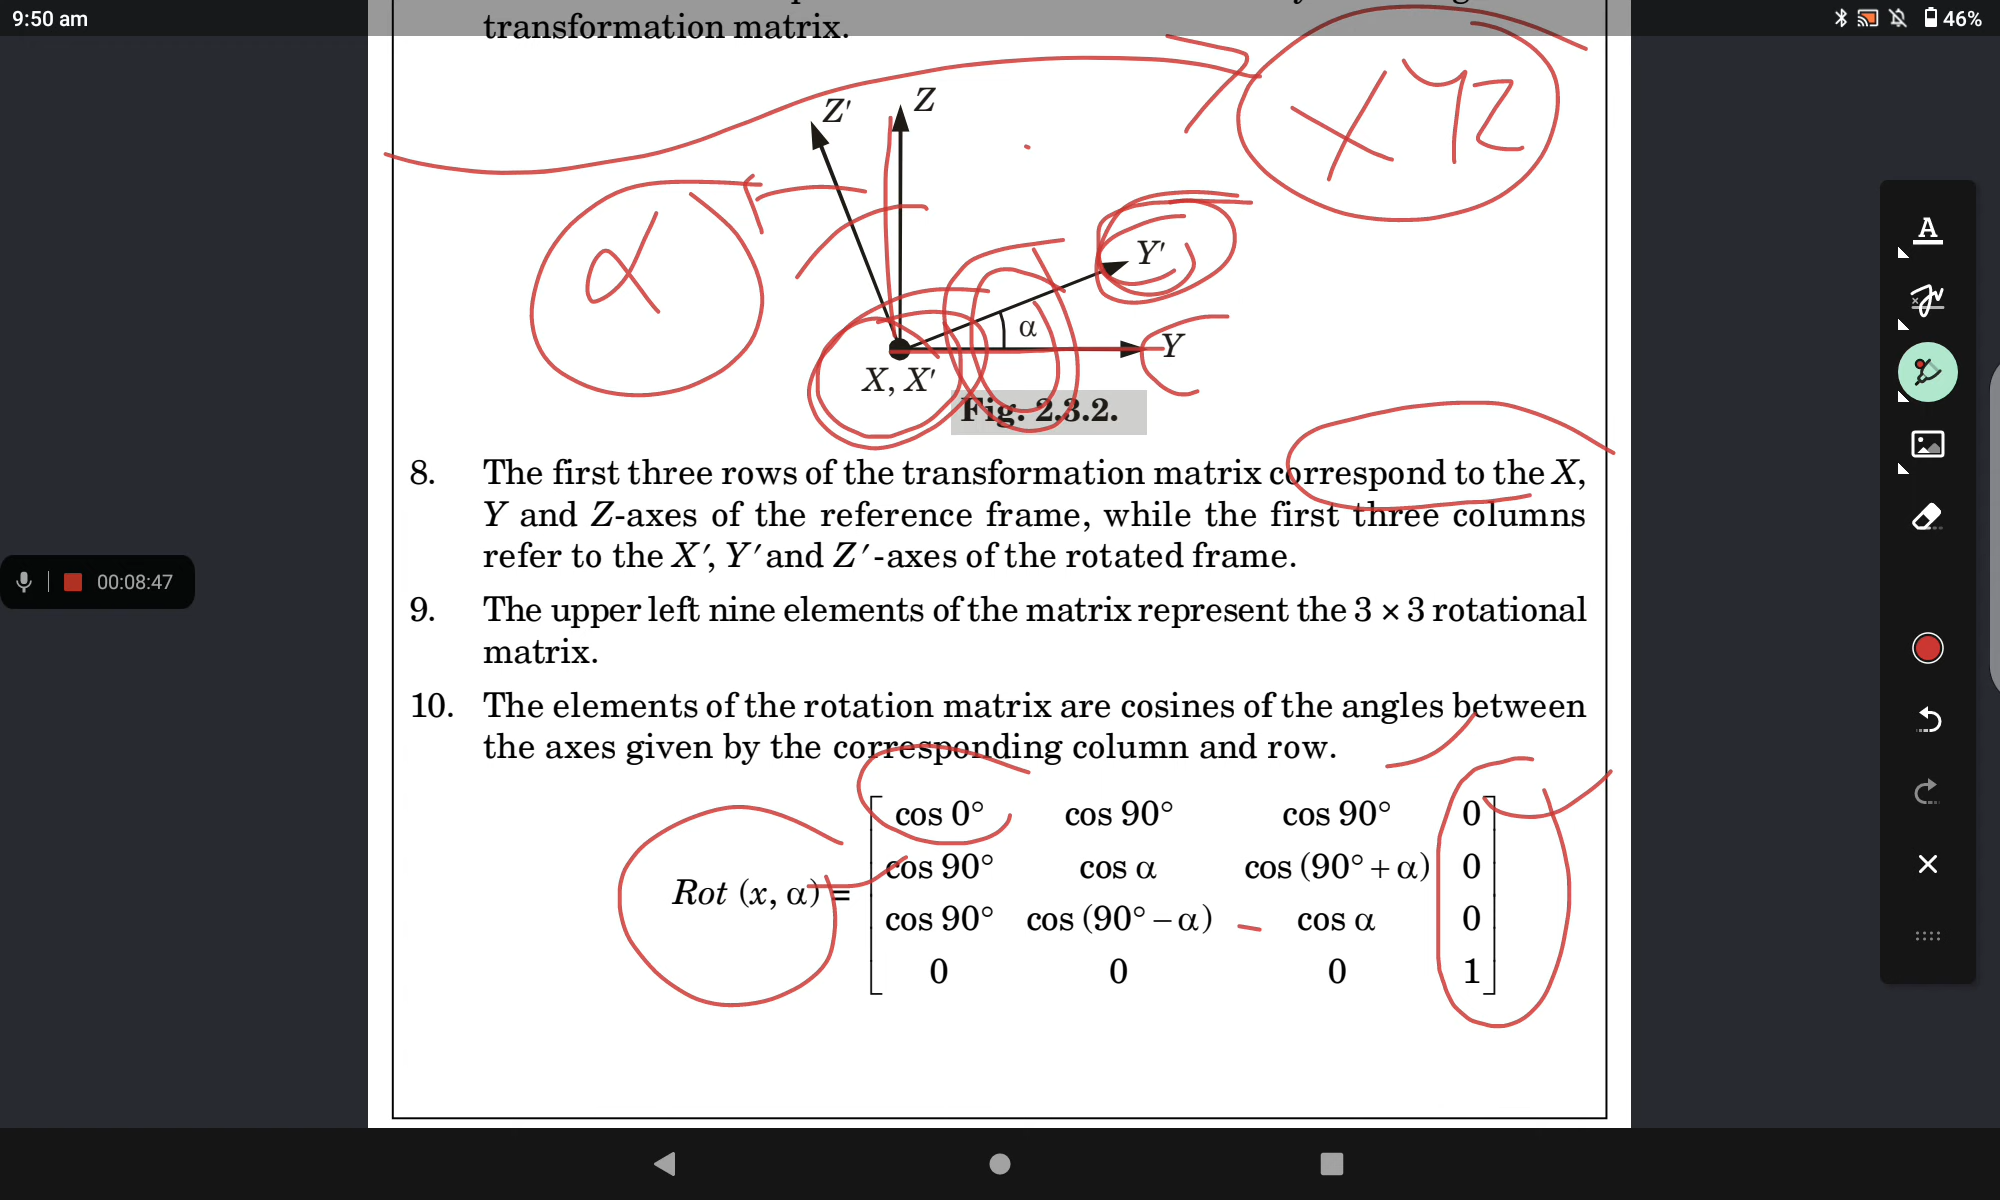 9:50 am
46%
transformation matrix.
XYZ
Z′
Z
α
Y′
α
Y
X, X′
Fig. 2.3.2.
8. The first three rows of the transformation matrix correspond to the X,
Y and Z-axes of the reference frame, while the first three columns
refer to the X′, Y′ and Z′-axes of the rotated frame.
00:08:47
9. The upper left nine elements of the matrix represent the 3 × 3 rotational
matrix.
10. The elements of the rotation matrix are cosines of the angles between
the axes given by the corresponding column and row.
cos 0° cos 90° cos 90° 0
cos 90° cos α cos (90° + α) 0
Rot (x, α) =
cos 90° cos (90° – α) cos α 0
0 0 0 1